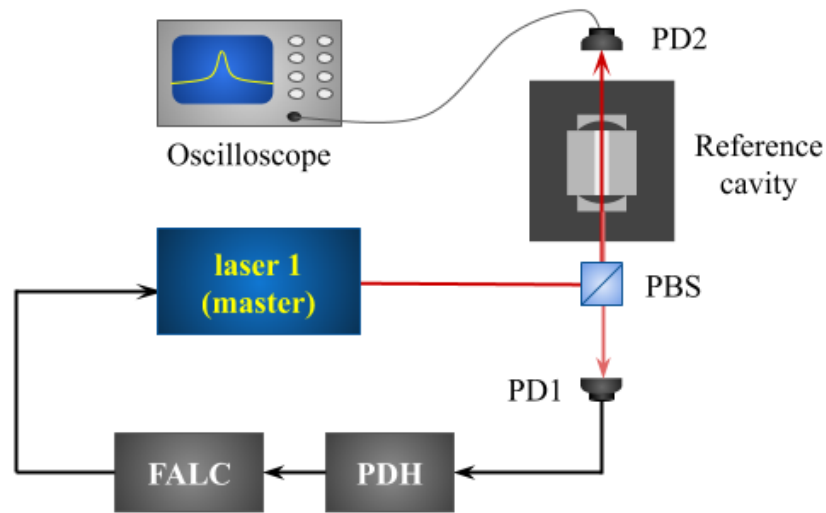 PD2
Oscilloscope
Reference
cavity
laser 1
(master)
PBS
PD1
FALC
PDH